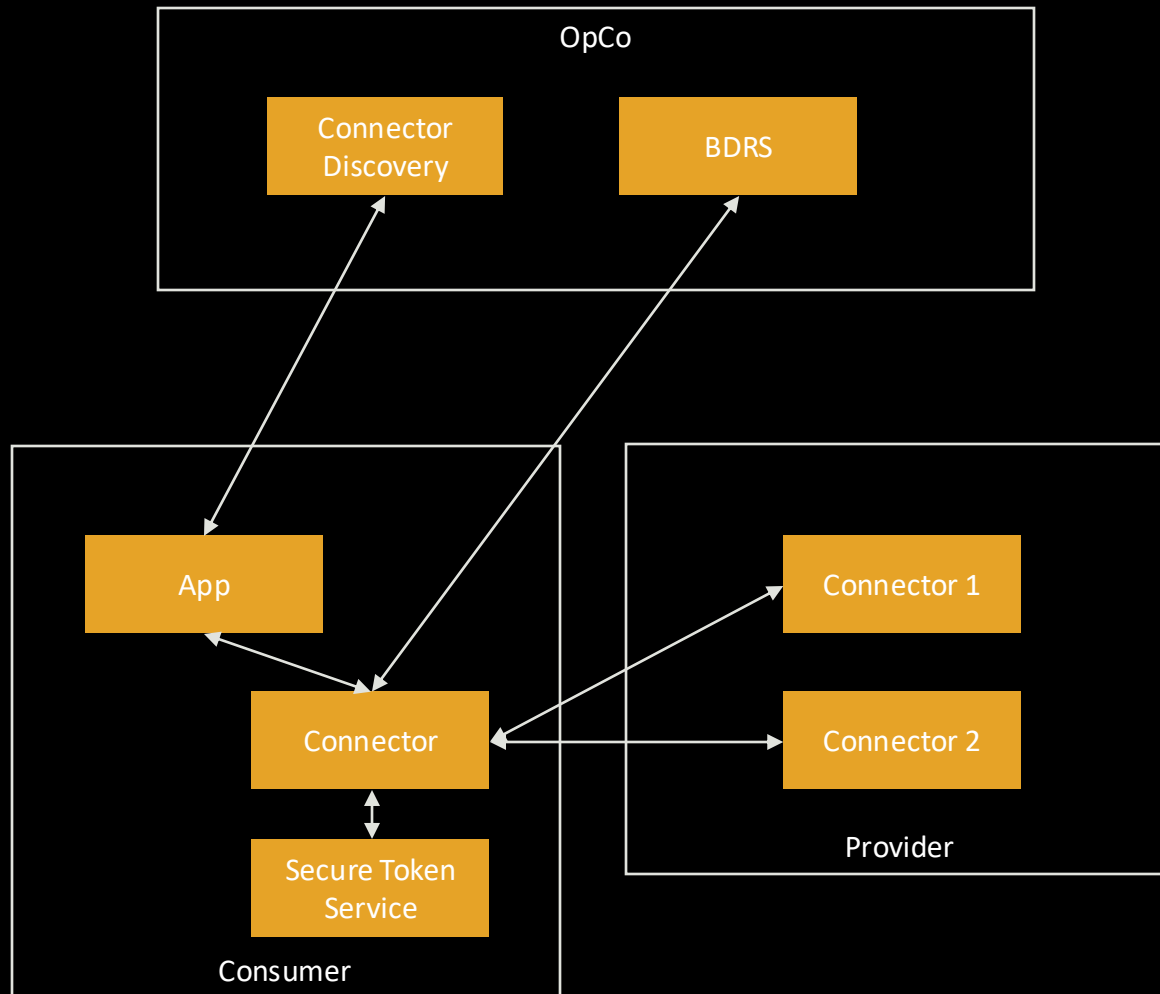 OpCo
Connector
Discovery
BDRS
App
Connector
Secure Token
Service
Consumer
Connector 1
Connector 2
Provider